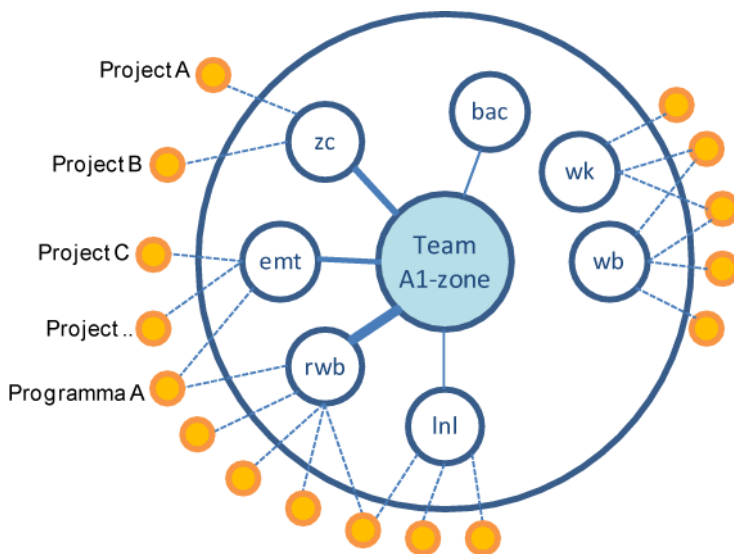 Project A
bac
zc
wk
Project B
Team
A1-zone
Project C
emt
wb
Project ..
rwb
Programma A
lnl